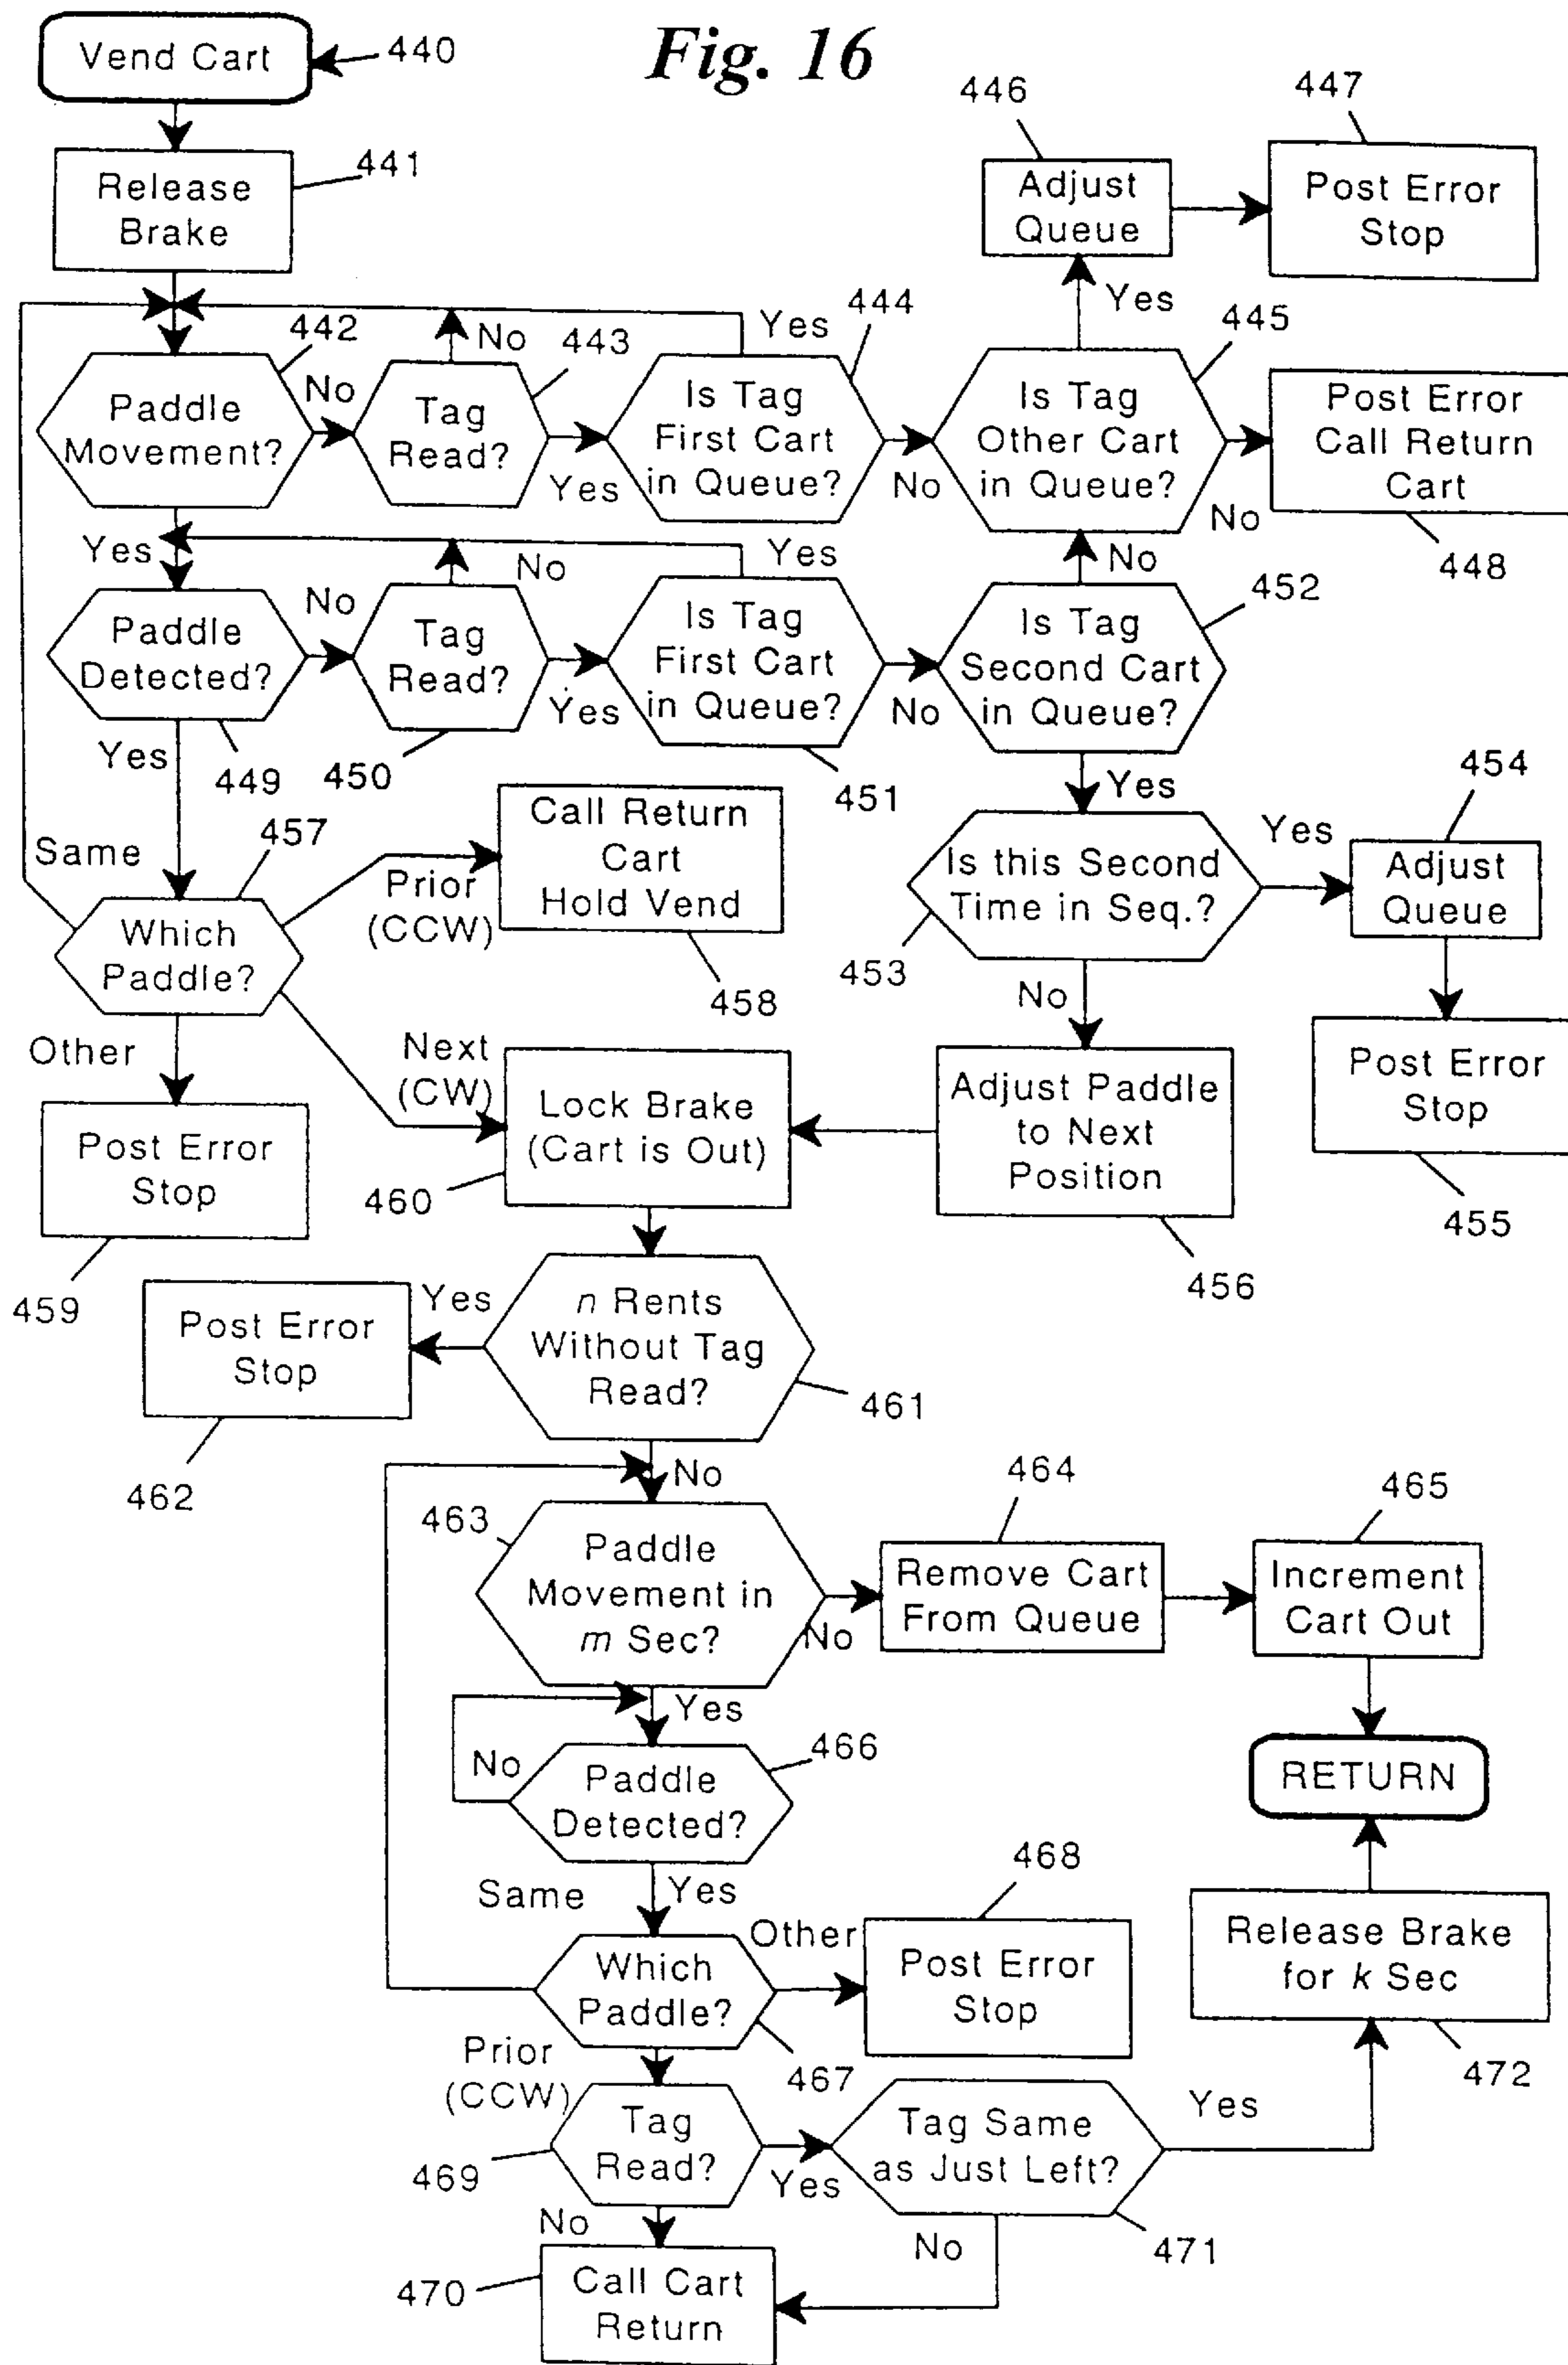 Fig. 16
Vend Cart
440
Release
Brake
441
446
447
Adjust
Queue
Post Error
Stop
Yes
442
No
443
Yes
444
445
Paddle
Movement?
No
Tag
Read?
Yes
Is Tag
First Cart
in Queue?
No
Is Tag
Other Cart
in Queue?
No
Post Error
Call Return
Cart
448
Yes
No
Yes
No
452
Paddle
Detected?
No
Tag
Read?
Yes
Is Tag
First Cart
in Queue?
No
Is Tag
Second Cart
in Queue?
Yes
449
450
451
Yes
454
457
Same
Call Return
Cart
Hold Vend
Prior
(CCW)
458
Is this Second
Time in Seq.?
Yes
453
No
Adjust
Queue
Which
Paddle?
Other
Next
(CW)
Post Error
Stop
459
Lock Brake
(Cart is Out)
460
Adjust Paddle
to Next
Position
456
Post Error
Stop
455
Post Error
Stop
462
Yes
n Rents
Without Tag
Read?
461
No
463
Paddle
Movement in
m Sec?
No
464
Remove Cart
From Queue
465
Increment
Cart Out
Yes
No
466
Paddle
Detected?
RETURN
Same
Yes
Other
468
Which
Paddle?
467
Post Error
Stop
Release Brake
for k Sec
472
Prior
(CCW)
Tag
Read?
469
Yes
Tag Same
as Just Left?
Yes
471
No
No
470
Call Cart
Return